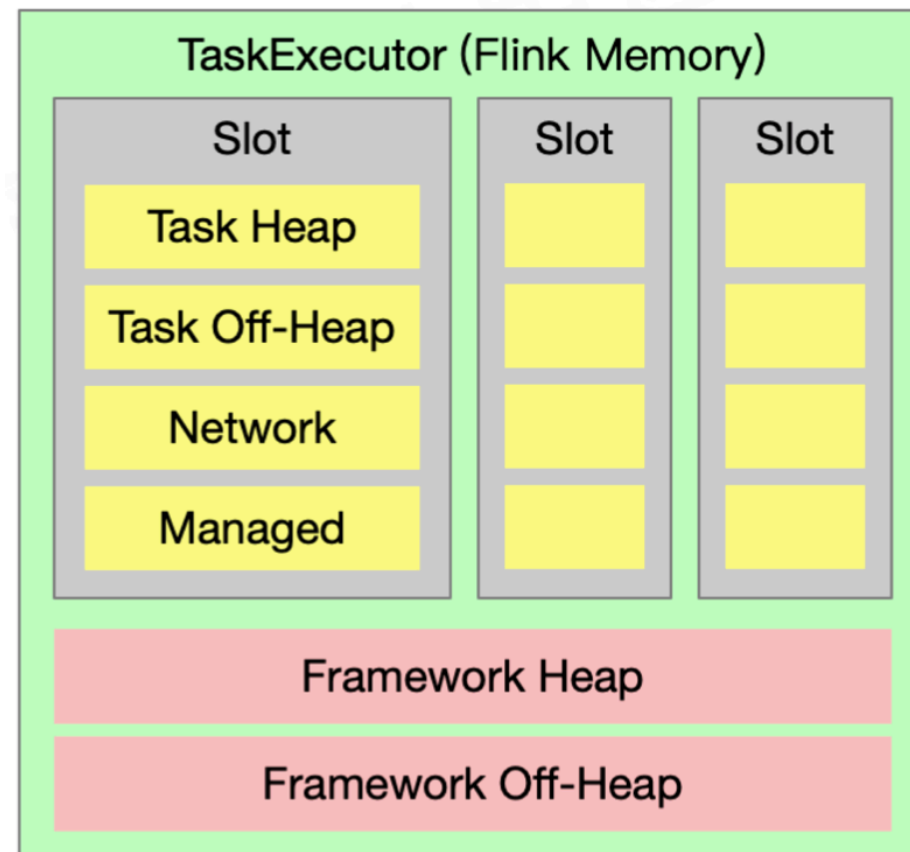 TaskExecutor (Flink Memory)
Slot
Task Heap
Task Off-Heap
Network
Managed
Slot
Slot
Framework Heap
Framework Off-Heap